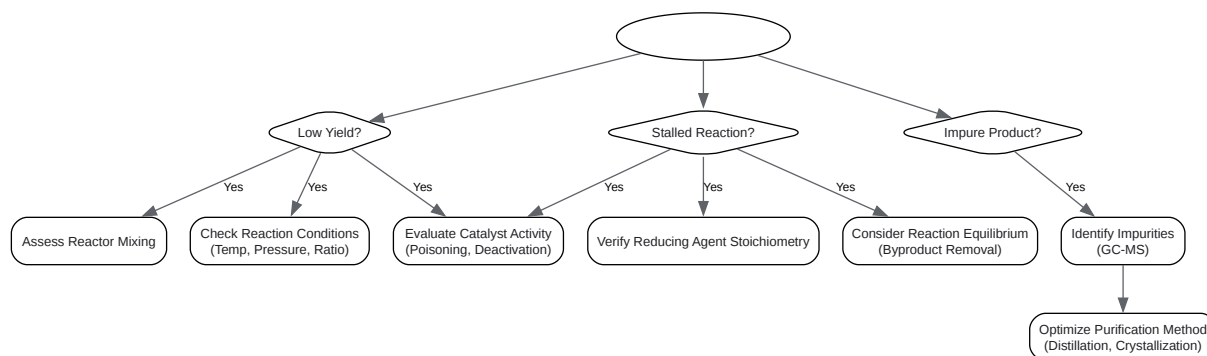 Low Yield?
Stalled Reaction?
Impure Product?
Yes
Yes
Yes
Yes
Yes
Yes
Yes
Assess Reactor Mixing
Check Reaction Conditions
(Temp, Pressure, Ratio)
Evaluate Catalyst Activity
(Poisoning, Deactivation)
Verify Reducing Agent Stoichiometry
Consider Reaction Equilibrium
(Byproduct Removal)
Identify Impurities
(GC-MS)
Optimize Purification Method
(Distillation, Crystallization)